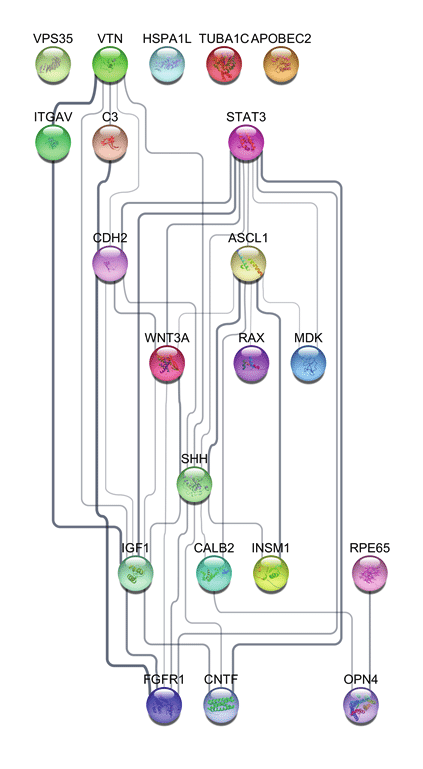 VPS35 VTN HSPA1L TUBA1C APOBEC2
ITGAV C3 STAT3
CDH2 ASCL1
WNT3A RAX MDK
SHH
IGF1 CALB2 INSM1 RPE65
FGFR1 CNTF OPN4